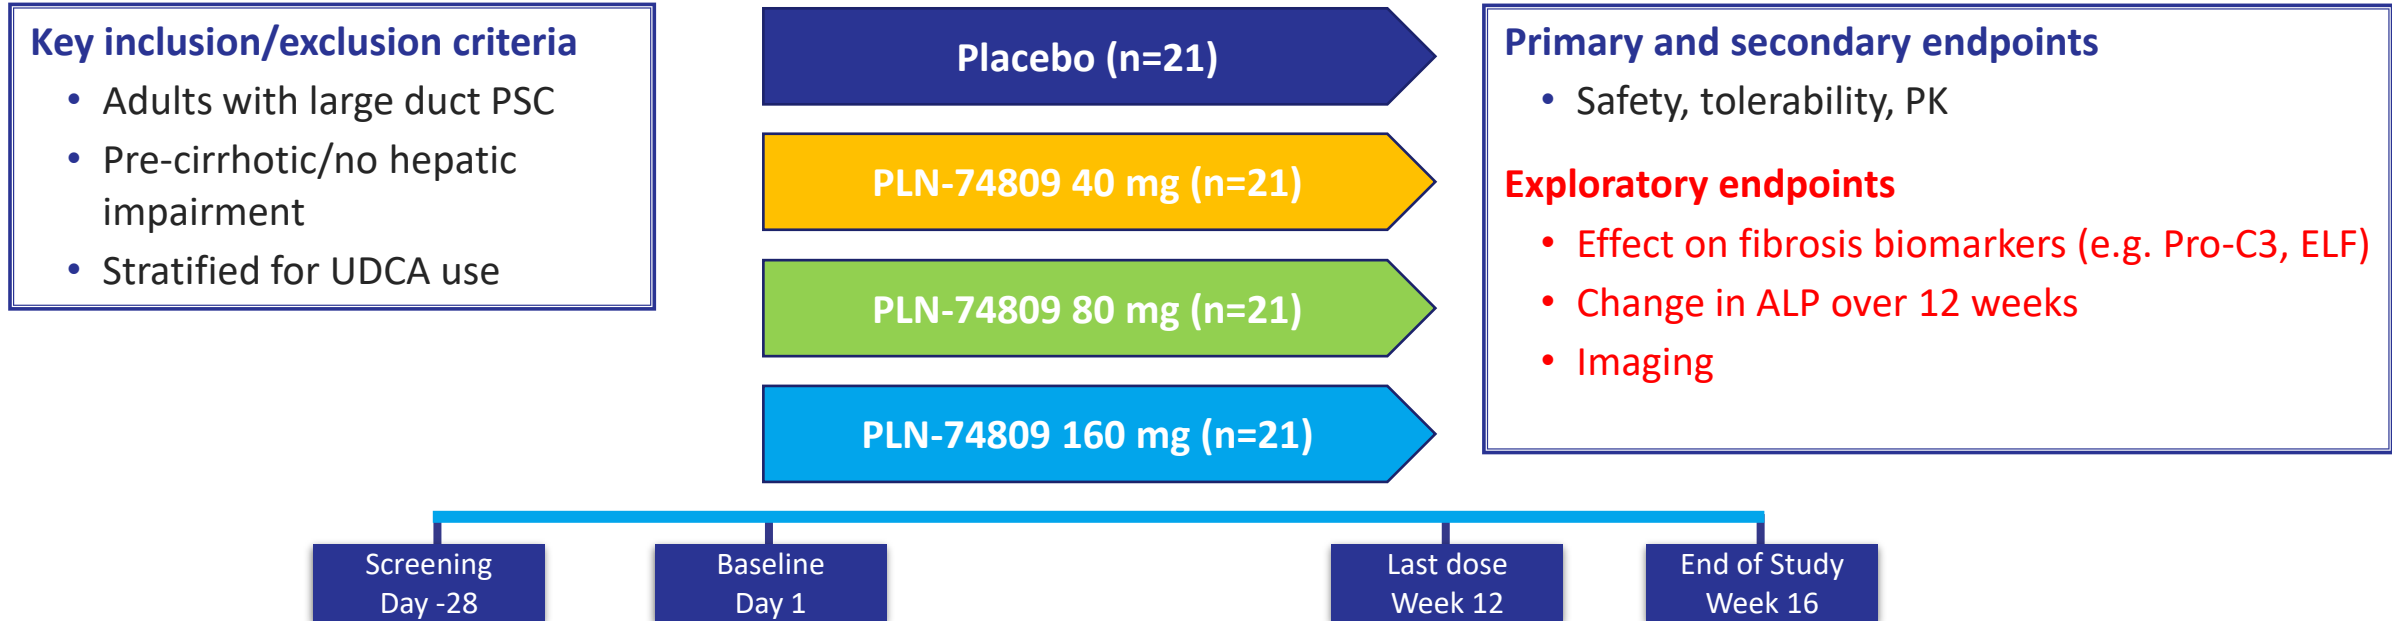 Key inclusion/exclusion criteria
• Adults with large duct PSC
• Pre-cirrhotic/no hepatic
impairment
• Stratified for UDCA use
Placebo (n=21)
PLN-74809 40 mg (n=21)
PLN-74809 80 mg (n=21)
PLN-74809 160 mg (n=21)
Primary and secondary endpoints
• Safety, tolerability, PK
Exploratory endpoints
• Effect on fibrosis biomarkers (e.g. Pro-C3, ELF)
• Change in ALP over 12 weeks
• Imaging
Screening
Day -28
Baseline
Day 1
Last dose
Week 12
End of Study
Week 16